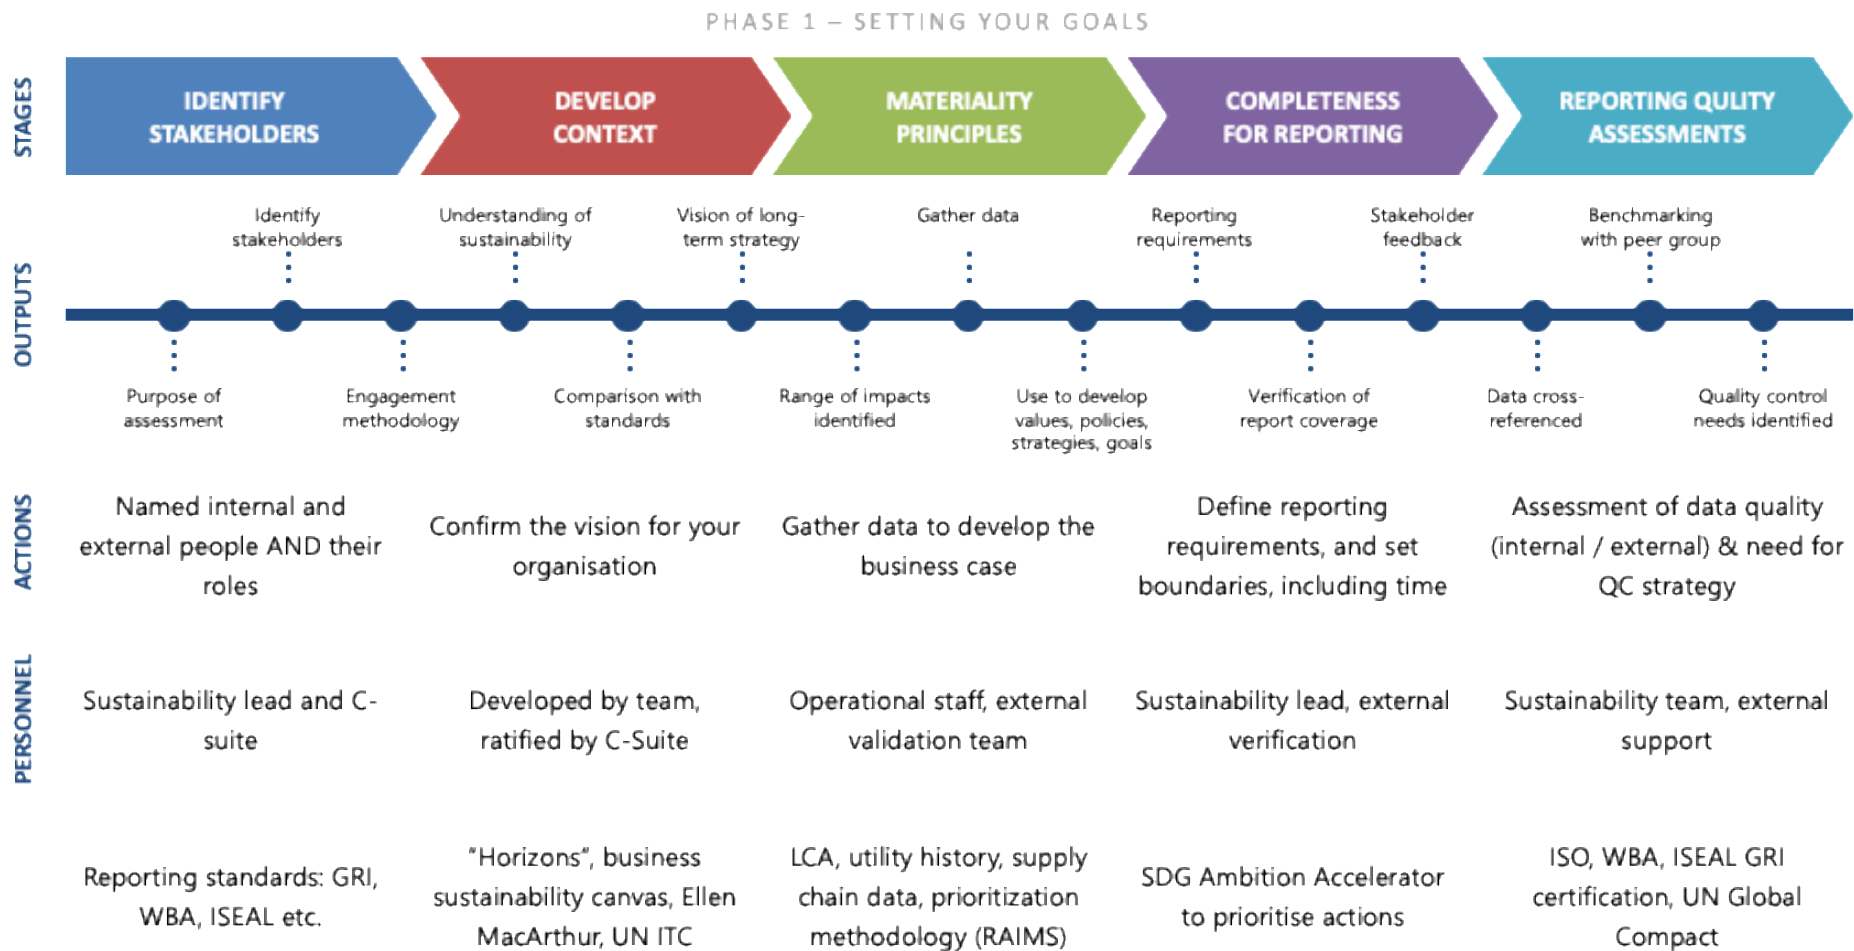 PHASE 1 – SETTING YOUR GOALS
STAGES
IDENTIFY
STAKEHOLDERS
DEVELOP
CONTEXT
MATERIALITY
PRINCIPLES
COMPLETENESS
FOR REPORTING
REPORTING QULITY
ASSESSMENTS
OUTPUTS
Identify
stakeholders
Understanding of
sustainability
Vision of long-
term strategy
Gather data
Reporting
requirements
Stakeholder
feedback
Benchmarking
with peer group
Purpose of
assessment
Engagement
methodology
Comparison with
standards
Range of impacts
identified
Use to develop
values, policies,
strategies, goals
Verification of
report coverage
Data cross-
referenced
Quality control
needs identified
ACTIONS
Named internal and
external people AND their
roles
Confirm the vision for your
organisation
Gather data to develop the
business case
Define reporting
requirements, and set
boundaries, including time
Assessment of data quality
(internal / external) & need for
QC strategy
PERSONNEL
Sustainability lead and C-
suite
Developed by team,
ratified by C-Suite
Operational staff, external
validation team
Sustainability lead, external
verification
Sustainability team, external
support
Reporting standards: GRI,
WBA, ISEAL etc.
"Horizons", business
sustainability canvas, Ellen
MacArthur, UN ITC
LCA, utility history, supply
chain data, prioritization
methodology (RAIMS)
SDG Ambition Accelerator
to prioritise actions
ISO, WBA, ISEAL GRI
certification, UN Global
Compact